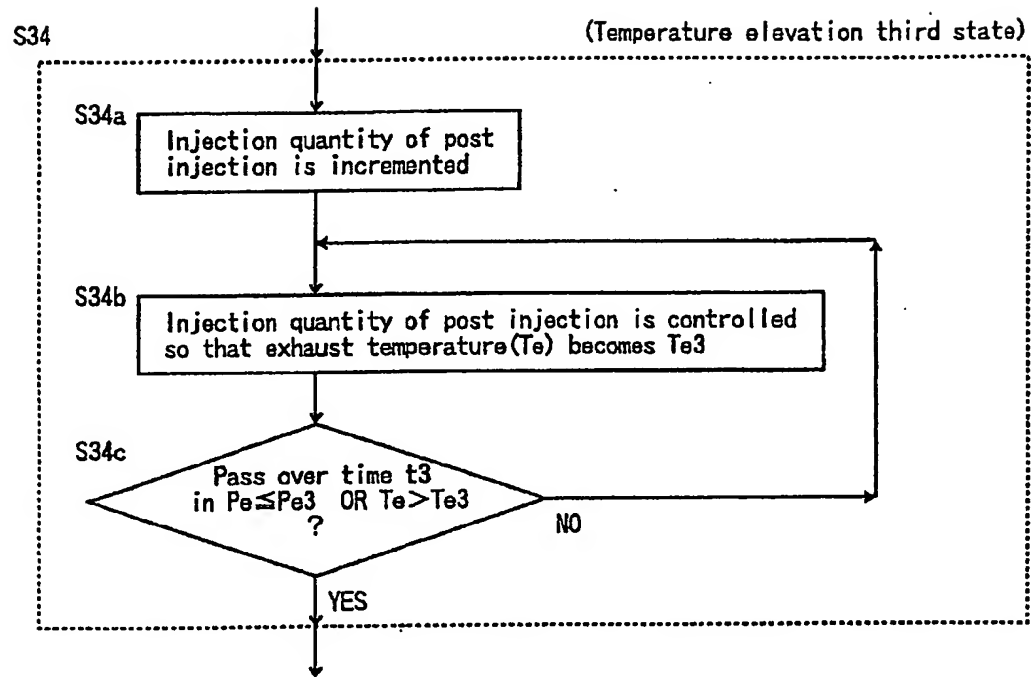 S34
(Temperature elevation third state)
S34a
Injection quantity of post
injection is incremented
S34b
Injection quantity of post injection is controlled
so that exhaust temperature(Te) becomes Te3
S34c
Pass over time t3
in Pe≦Pe3 OR Te>Te3
?
NO
YES